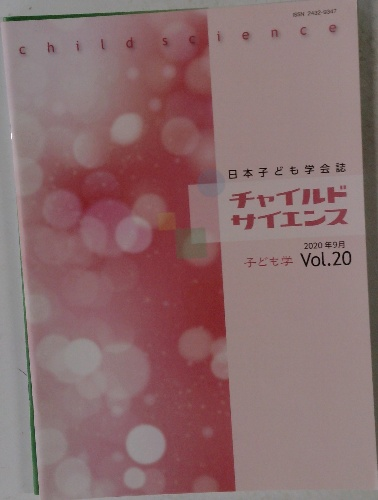 ISSN 2432-9347
child science
日本子ども学会誌
チャイルド
サイエンス
2020年9月
子ども学 Vol.20